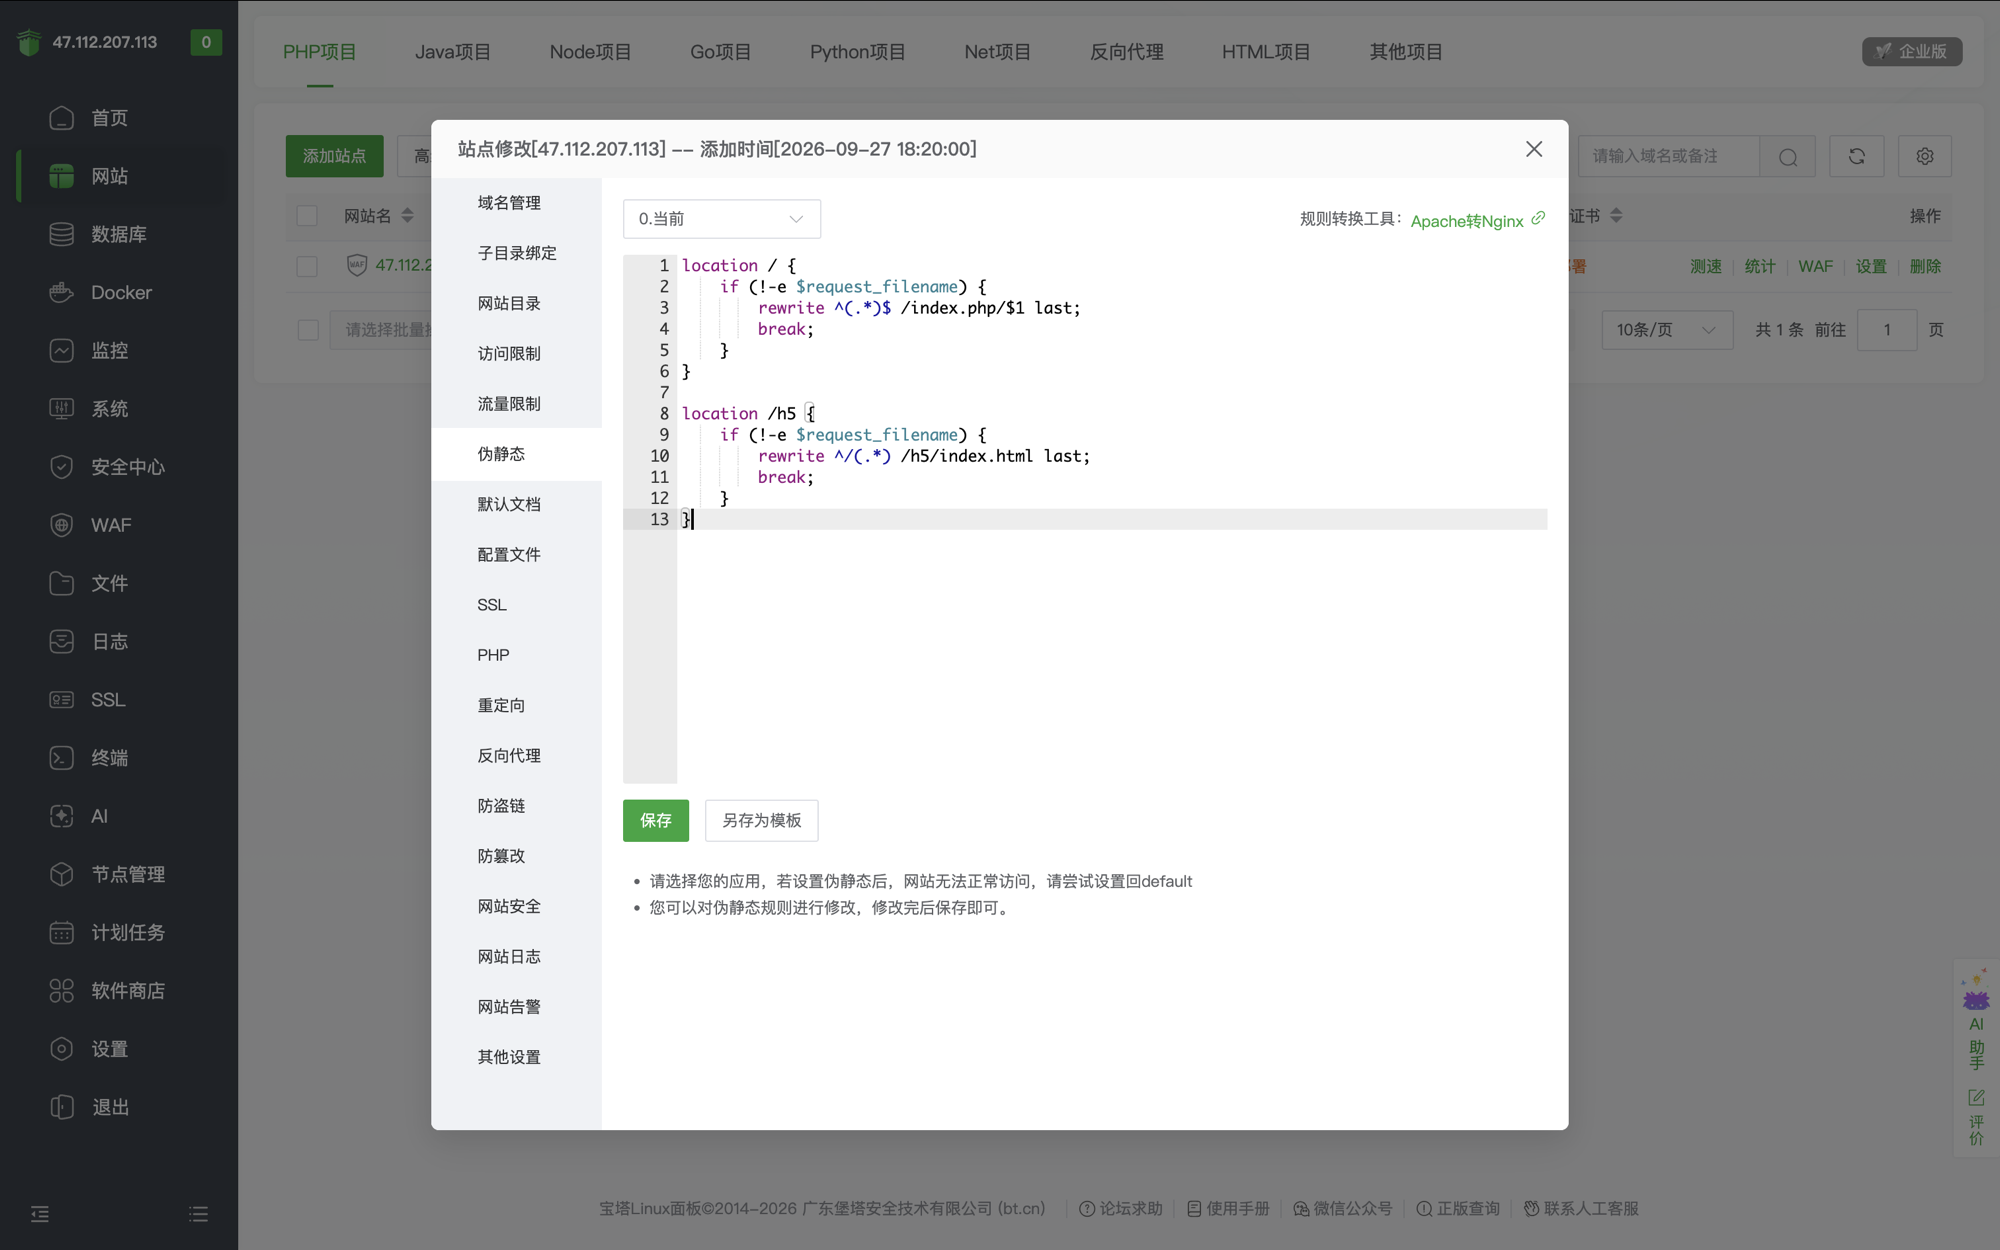 47.112.207.113
0
首页
网站
数据库
Docker
监控
系统
安全中心
WAF
文件
日志
SSL
终端
AI
节点管理
计划任务
软件商店
设置
退出
PHP项目
Java项目
Node项目
Go项目
Python项目
Net项目
反向代理
HTML项目
其他项目
企业版
添加站点
高
请输入域名或备注
网站名
证书
操作
WAF
47.112.2
署
测速
统计
WAF
设置
删除
请选择批量
10条/页
共 1 条
前往
1
页
站点修改[47.112.207.113] -- 添加时间[2026-09-27 18:20:00]
域名管理
子目录绑定
网站目录
访问限制
流量限制
伪静态
默认文档
配置文件
SSL
PHP
重定向
反向代理
防盗链
防篡改
网站安全
网站日志
网站告警
其他设置
0.当前
规则转换工具：Apache转Nginx
1 location / {
2     if (!-e $request_filename) {
3         rewrite ^(.*)$ /index.php/$1 last;
4         break;
5     }
6 }
7
8 location /h5 {
9     if (!-e $request_filename) {
10         rewrite ^/(.*) /h5/index.html last;
11         break;
12     }
13 }
保存
另存为模板
请选择您的应用，若设置伪静态后，网站无法正常访问，请尝试设置回default
您可以对伪静态规则进行修改，修改完后保存即可。
AI
助
手
评
价
宝塔Linux面板©2014-2026 广东堡塔安全技术有限公司 (bt.cn)
论坛求助
使用手册
微信公众号
正版查询
联系人工客服